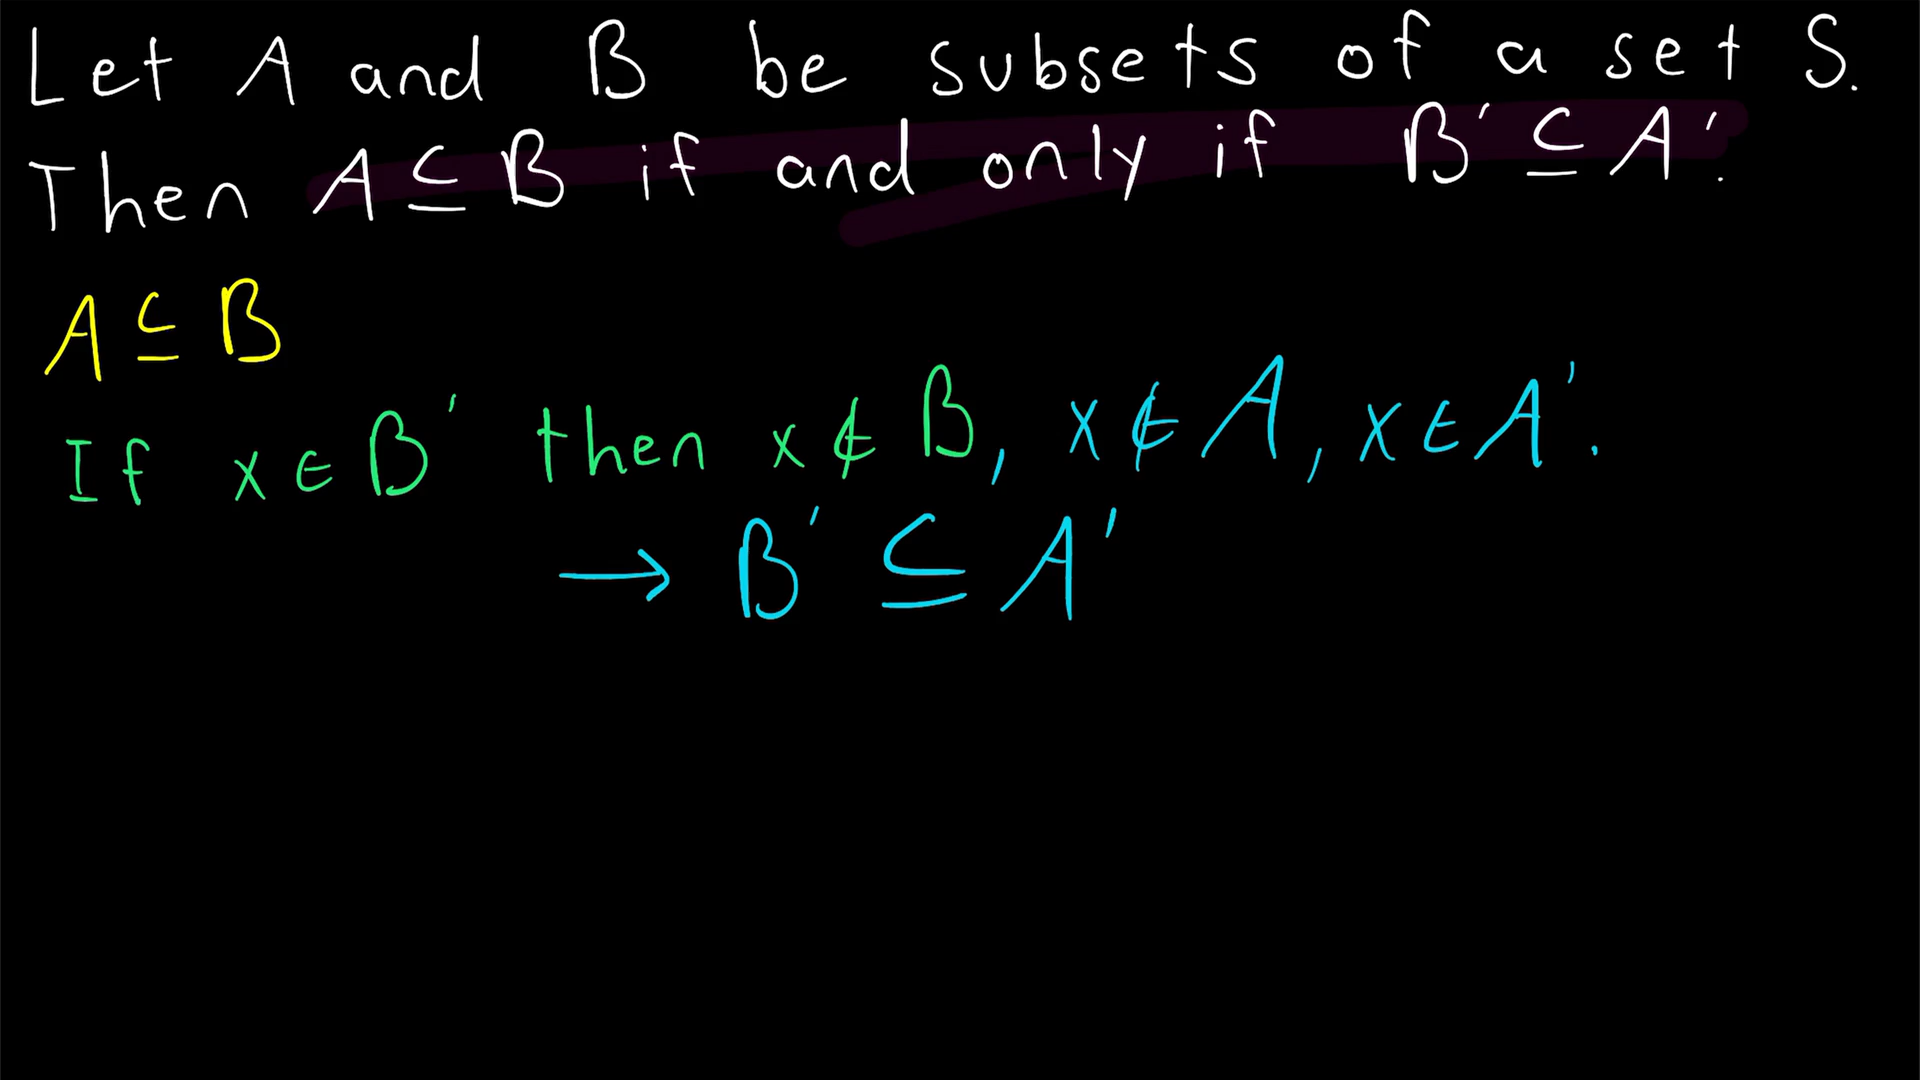 Let A and B be subsets of a set S.
Then A ⊆ B if and only if B' ⊆ A'.
A ⊆ B
If x ∈ B' then x ∉ B, x ∉ A, x ∈ A'.
→ B' ⊆ A'